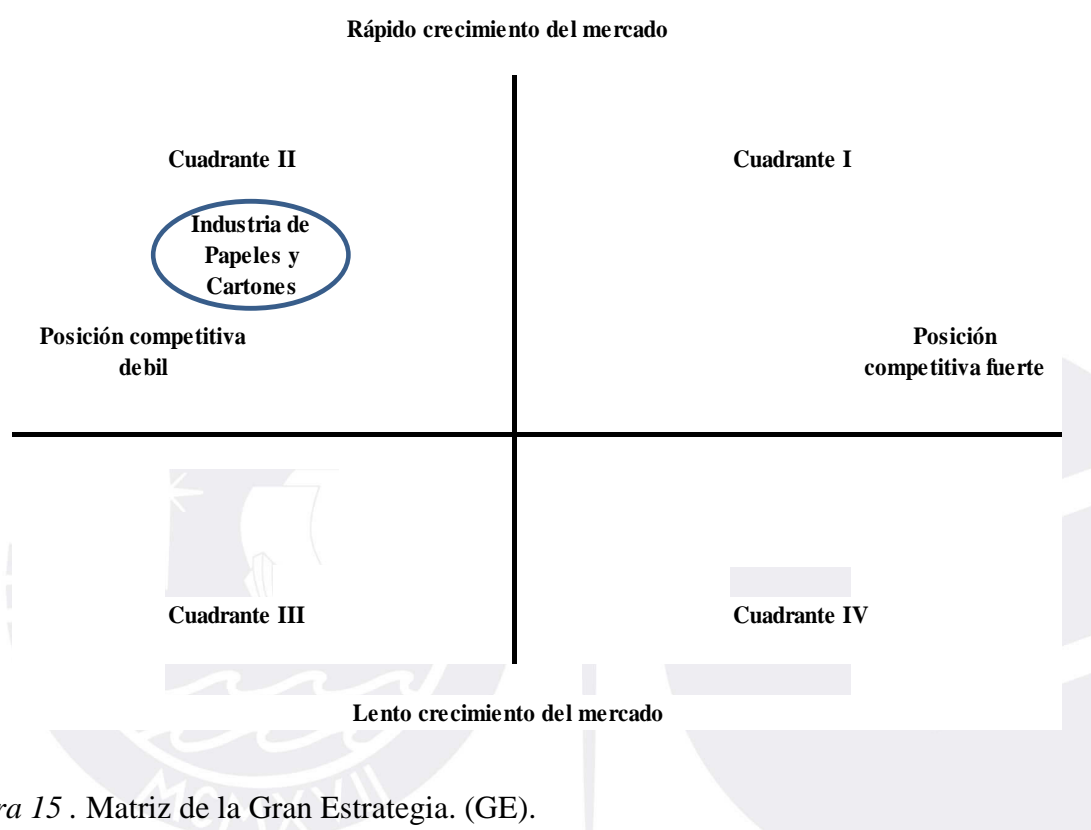 Rápido crecimiento del mercado
Cuadrante II
Cuadrante I
Industria de
Papeles y
Cartones
Posición competitiva
debil
Posición
competitiva fuerte
Cuadrante III
Cuadrante IV
Lento crecimiento del mercado
MCMXVII
ra 15 . Matriz de la Gran Estrategia. (GE).